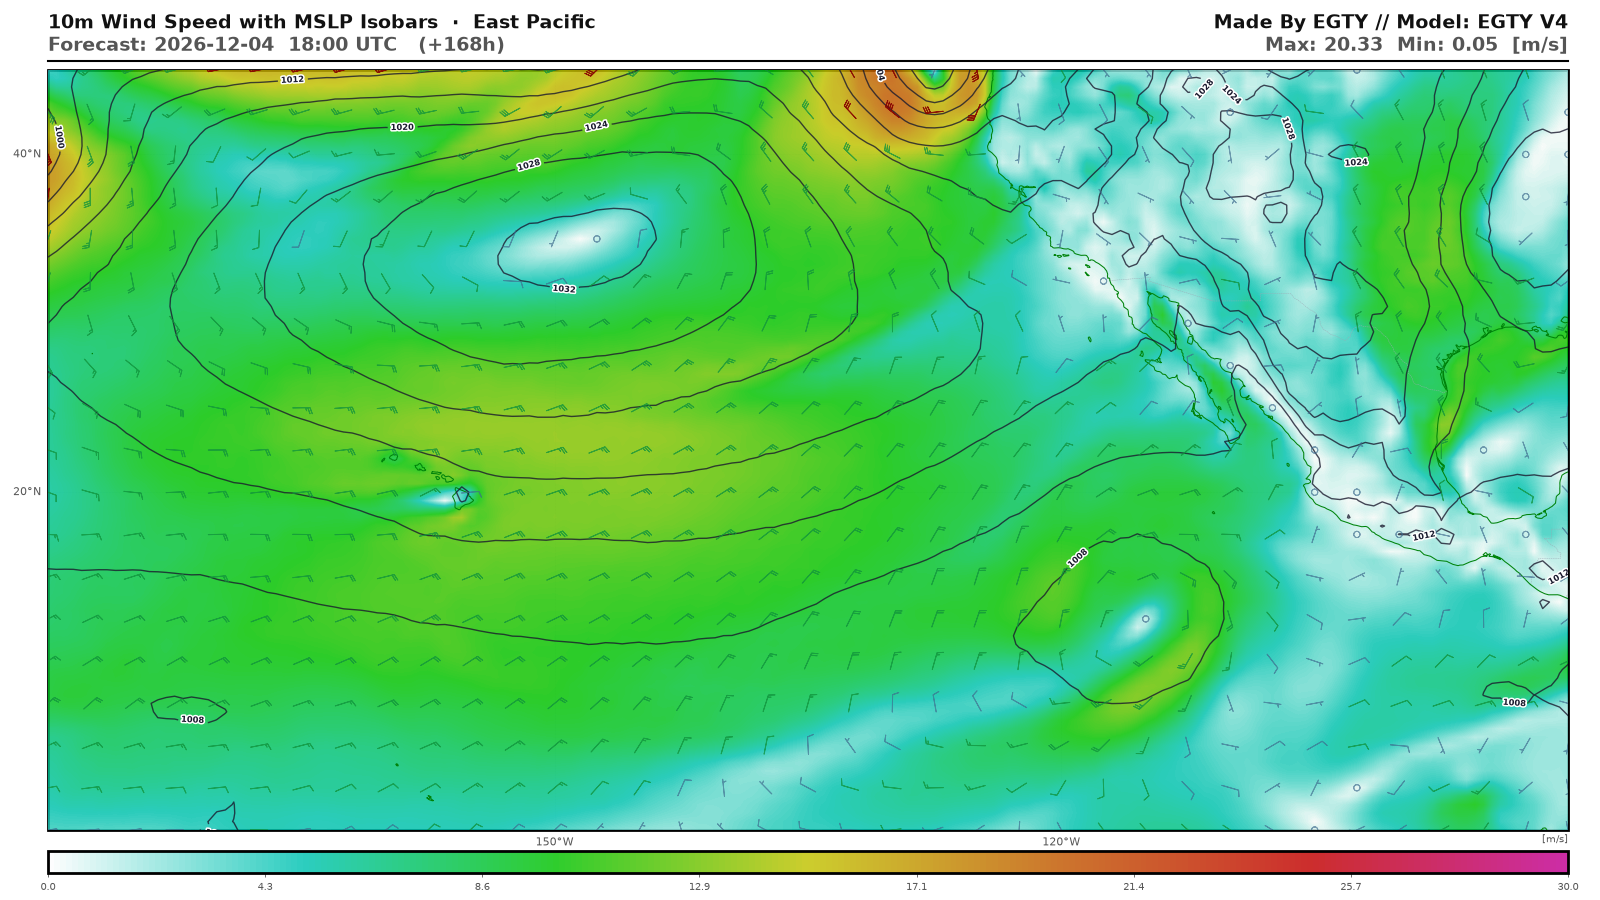 10m Wind Speed with MSLP Isobars · East Pacific
Made By EGTY // Model: EGTY V4
Forecast: 2026-12-04 18:00 UTC (+168h)
Max: 20.33 Min: 0.05 [m/s]
1012
04
1028
1024
1000
1020
1024
1028
40°N
1028
1024
1032
20°N
1012
1008
1012
1008
1008
150°W
120°W
[m/s]
0.0
4.3
8.6
12.9
17.1
21.4
25.7
30.0